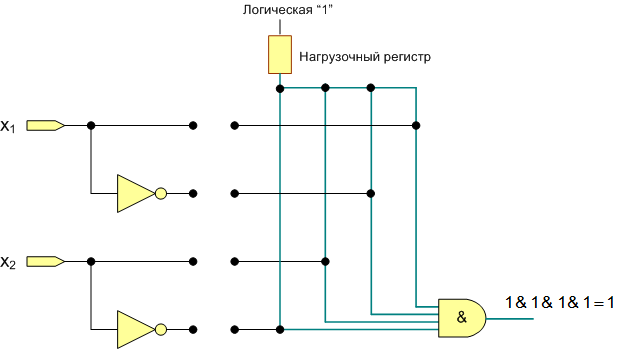 Логическая “1”
Нагрузочный регистр
x1
x2
&
1 & 1 & 1 & 1 = 1